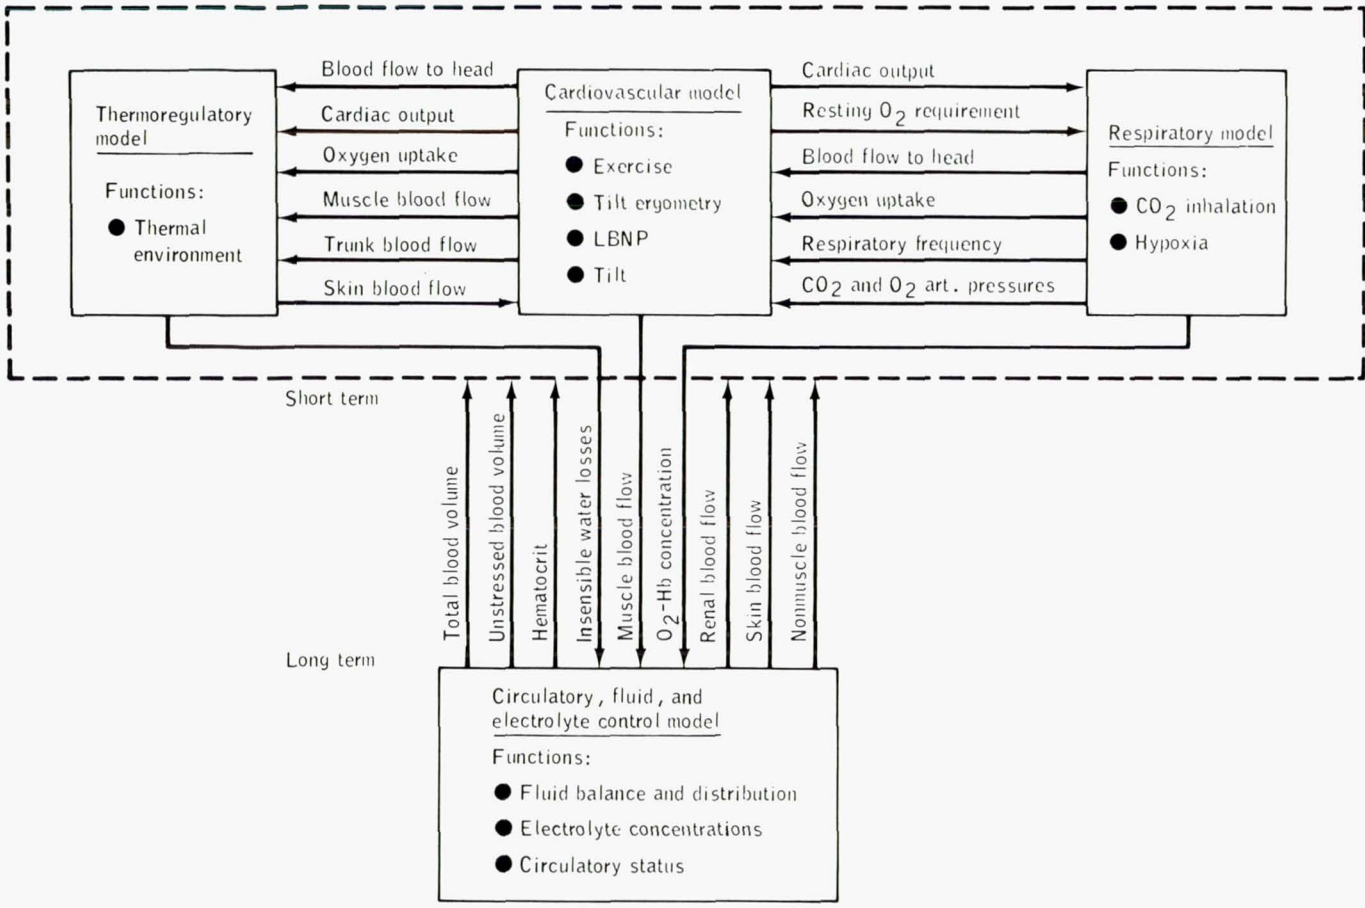 Thermoregulatory
model
Functions:
● Thermal
environment
Blood flow to head
Cardiac output
Oxygen uptake
Muscle blood flow
Trunk blood flow
Skin blood flow
Cardiovascular model
Functions:
● Exercise
● Tilt ergometry
● LBNP
● Tilt
Cardiac output
Resting O2 requirement
Blood flow to head
Oxygen uptake
Respiratory frequency
CO2 and O2 art. pressures
Respiratory model
Functions:
● CO2 inhalation
● Hypoxia
Short term
Total blood volume
Unstressed blood volume
Hematocrit
Insensible water losses
Muscle blood flow
O2-Hb concentration
Renal blood flow
Skin blood flow
Nonmuscle blood flow
Long term
Circulatory, fluid, and
electrolyte control model
Functions:
● Fluid balance and distribution
● Electrolyte concentrations
● Circulatory status